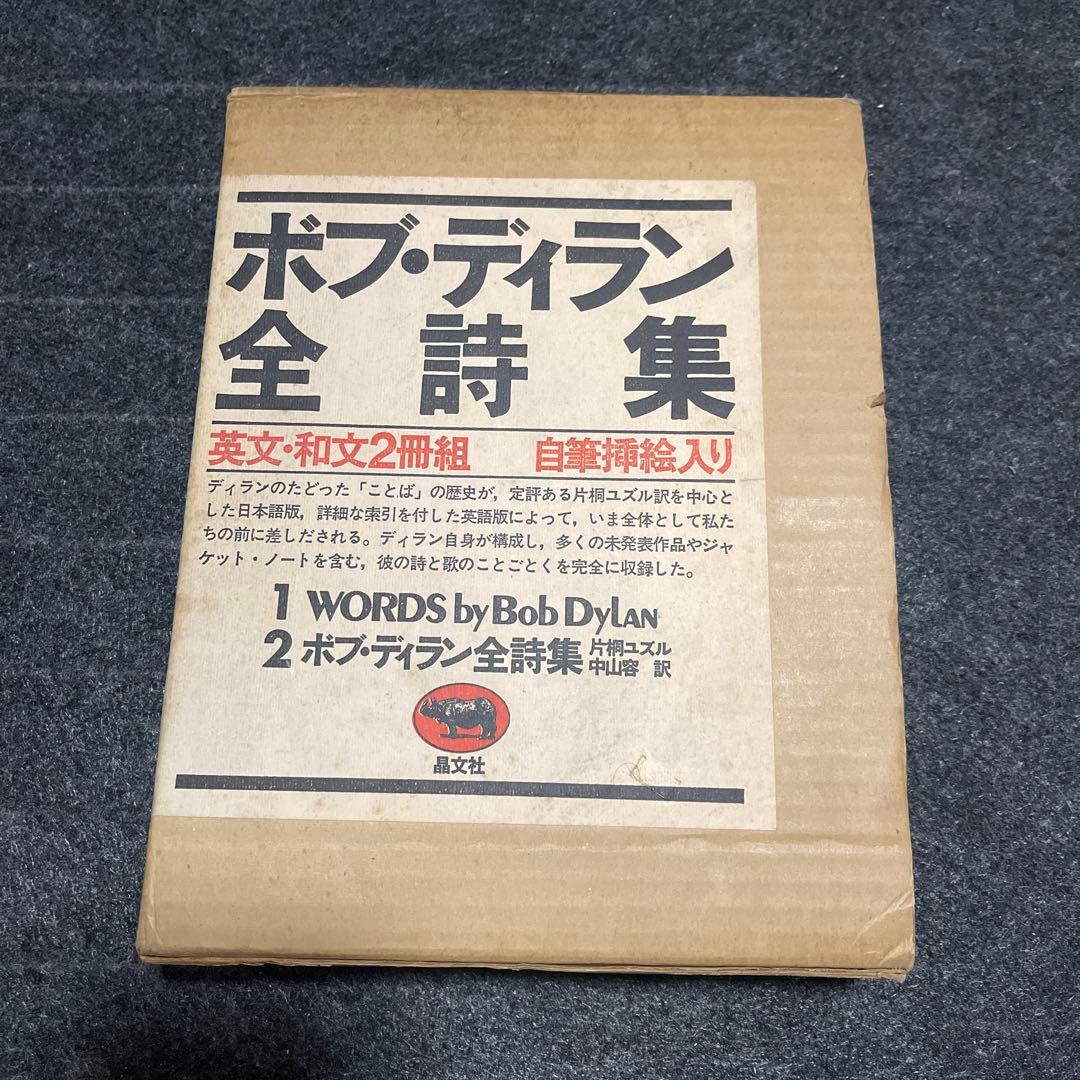 ボブ・ディラン
全詩集
英文・和文2冊組 自筆挿絵入り
ディランのたどった「ことば」の歴史が，定評ある片桐ユズル訳を中心と
した日本語版，詳細な索引を付した英語版によって，いま全体として私た
ちの前に差しだされる。ディラン自身が構成し，多くの未発表作品やジャ
ケット・ノートを含む，彼の詩と歌のことごとくを完全に収録した。
1 WORDS by Bob Dylan
2 ボブ・ディラン全詩集 片桐ユズル
中山容 訳
晶文社